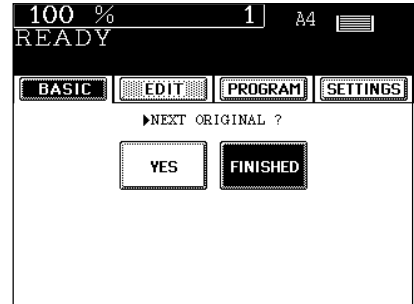 100 % 1 A4
READY
BASIC EDIT PROGRAM SETTINGS
▶NEXT ORIGINAL ?
YES FINISHED